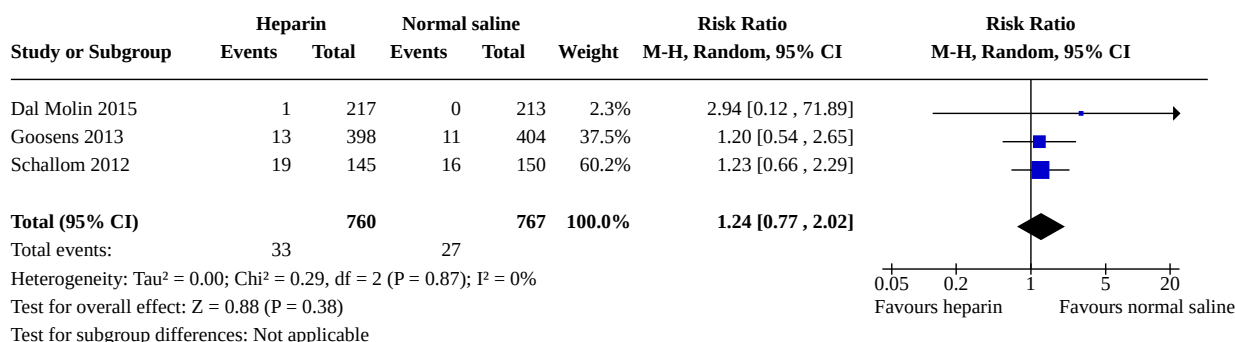 Heparin Normal saline Risk Ratio Risk Ratio
Study or Subgroup Events Total Events Total Weight M-H, Random, 95% CI M-H, Random, 95% CI
Dal Molin 2015 1 217 0 213 2.3% 2.94 [0.12 , 71.89]
Goosens 2013 13 398 11 404 37.5% 1.20 [0.54 , 2.65]
Schallom 2012 19 145 16 150 60.2% 1.23 [0.66 , 2.29]
Total (95% CI) 760 767 100.0% 1.24 [0.77 , 2.02]
Total events: 33 27
Heterogeneity: Tau² = 0.00; Chi² = 0.29, df = 2 (P = 0.87); I² = 0%
0.05 0.2 1 5 20
Test for overall effect: Z = 0.88 (P = 0.38)
Favours heparin Favours normal saline
Test for subgroup differences: Not applicable